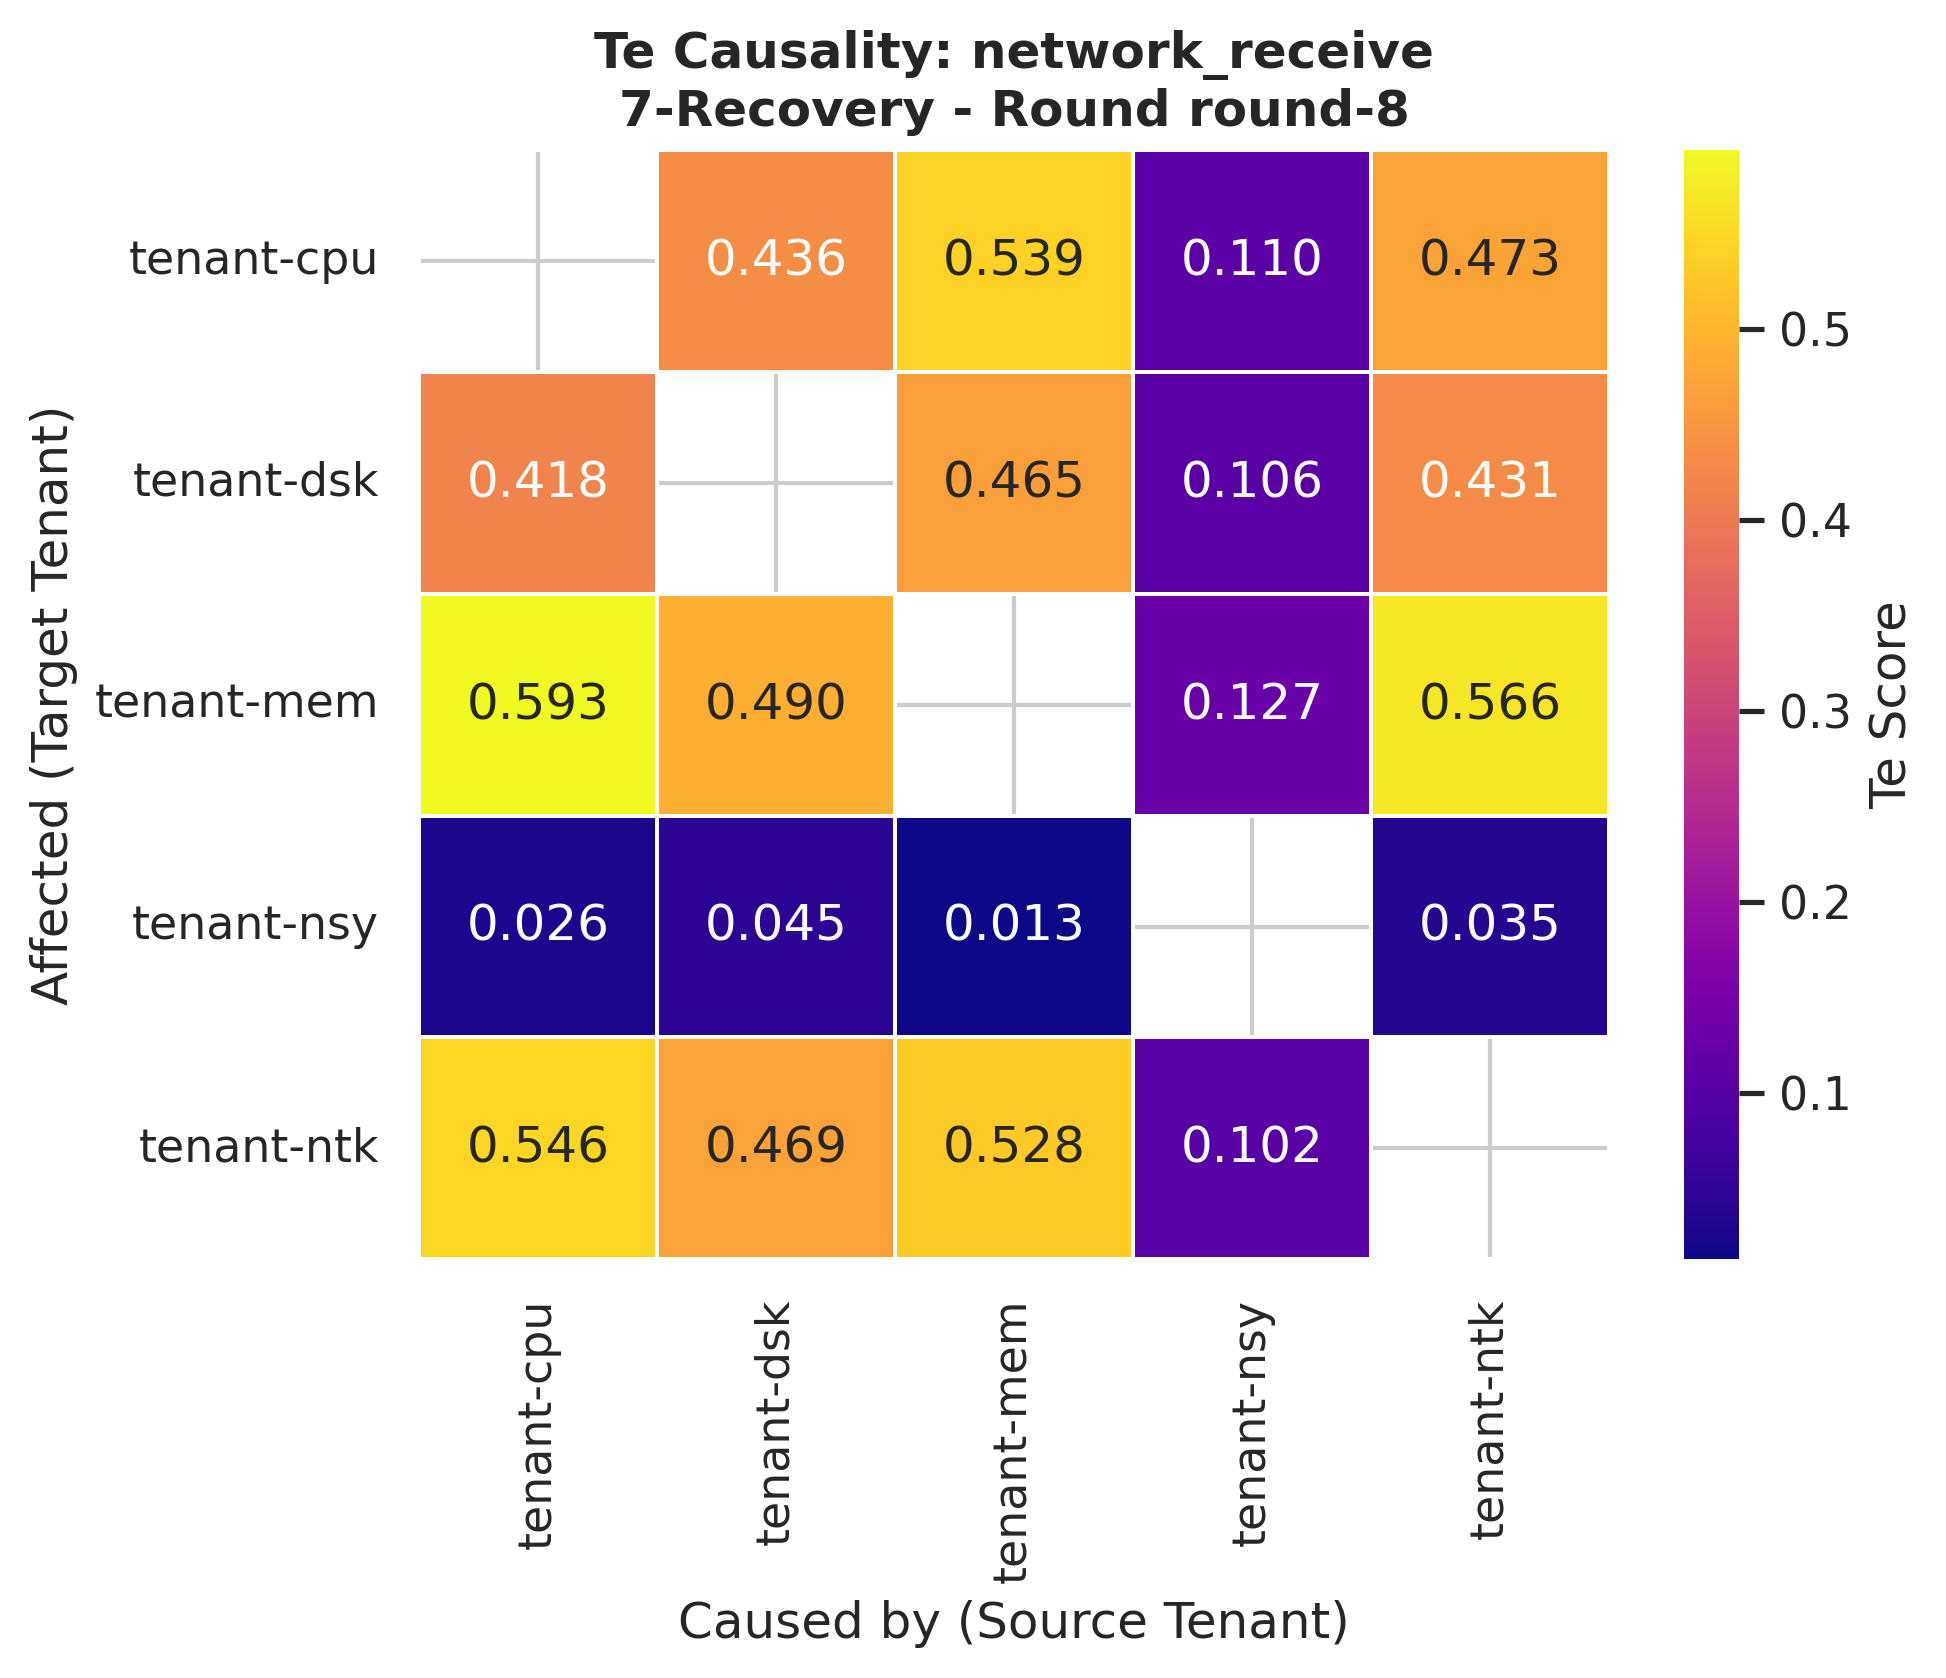 Te Causality: network_receive
7-Recovery - Round round-8
Affected (Target Tenant)
tenant-cpu 0.436 0.539 0.110 0.473
tenant-dsk 0.418 0.465 0.106 0.431
tenant-mem 0.593 0.490 0.127 0.566
tenant-nsy 0.026 0.045 0.013 0.035
tenant-ntk 0.546 0.469 0.528 0.102
tenant-cpu tenant-dsk tenant-mem tenant-nsy tenant-ntk
Caused by (Source Tenant)
0.5
0.4
0.3
0.2
0.1
Te Score